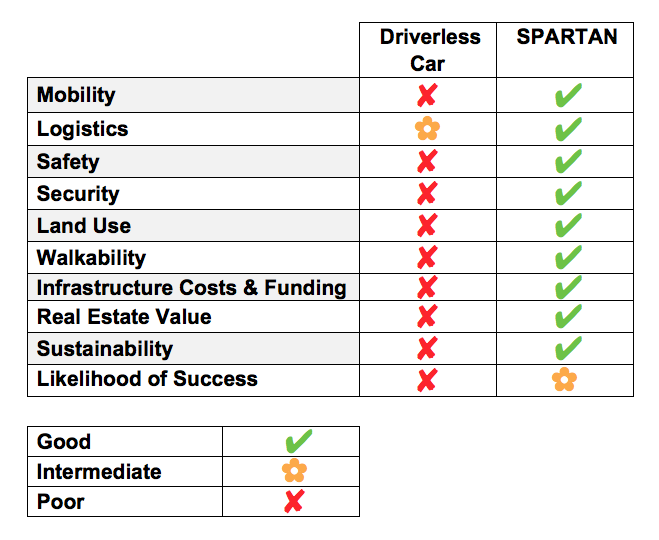 Driverless SPARTAN
Car
Mobility ✘ ✔
Logistics ✿ ✔
Safety ✘ ✔
Security ✘ ✔
Land Use ✘ ✔
Walkability ✘ ✔
Infrastructure Costs & Funding ✘ ✔
Real Estate Value ✘ ✔
Sustainability ✘ ✔
Likelihood of Success ✘ ✿
Good ✔
Intermediate ✿
Poor ✘